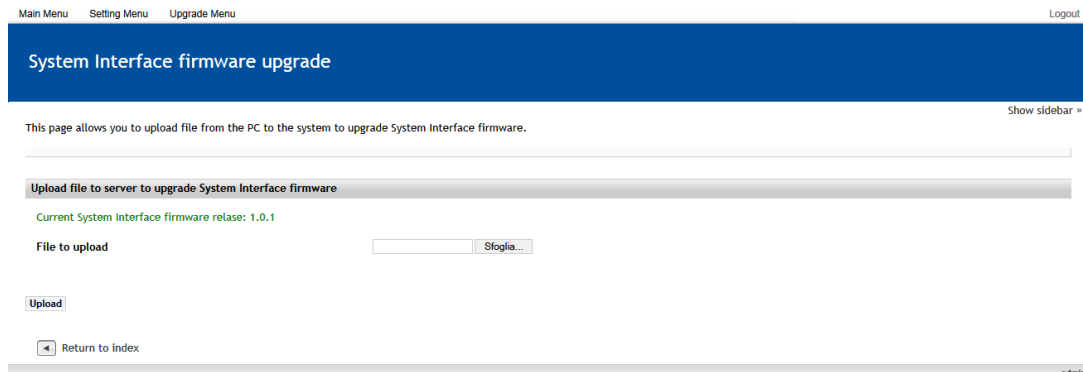 Main Menu Setting Menu Upgrade Menu Logout
System Interface firmware upgrade
Show sidebar »
This page allows you to upload file from the PC to the system to upgrade System Interface firmware.
Upload file to server to upgrade System Interface firmware
Current System Interface firmware relase: 1.0.1
File to upload Sfoglia...
Upload
Return to index